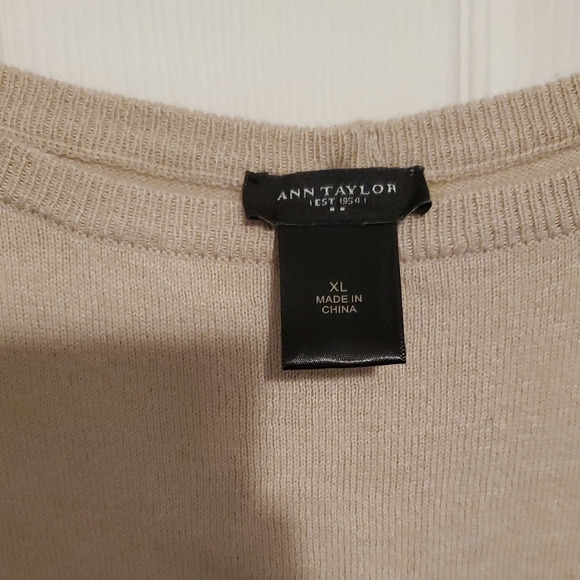 ANN TAYLOR
EST 1954
XL
MADE IN
CHINA